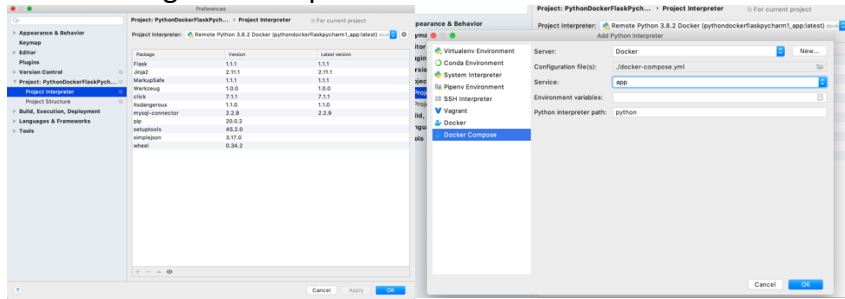 Preferences
Project: PythonDockerFlaskPych... › Project Interpreter For current project
Project Interpreter: Remote Python 3.8.2 Docker (pythondockerflaskpycharm1_app:latest)
Appearance & Behavior
Keymap
Editor
Plugins
Version Control
Project: PythonDockerFlaskPych...
Project Interpreter
Project Structure
Build, Execution, Deployment
Languages & Frameworks
Tools
Package Version Latest version
Flask 1.1.1 1.1.1
Jinja2 2.11.1 2.11.1
MarkupSafe 1.1.1 1.1.1
Werkzeug 1.0.0 1.0.0
click 7.1.1 7.1.1
itsdangerous 1.1.0 1.1.0
mysql-connector 2.2.9 2.2.9
pip 20.0.2
setuptools 45.2.0
simplejson 3.17.0
wheel 0.34.2
? Cancel Apply OK
Project: PythonDockerFlaskPych... › Project Interpreter For current project
pearance & Behavior
Project Interpreter: Remote Python 3.8.2 Docker (pythondockerflaskpycharm1_app:latest)
Add Python Interpreter
Virtualenv Environment
Conda Environment
System Interpreter
Pipenv Environment
SSH Interpreter
Vagrant
Docker
Docker Compose
Server: Docker New...
Configuration file(s): ./docker-compose.yml
Service: app
Environment variables:
Python interpreter path: python
Cancel OK